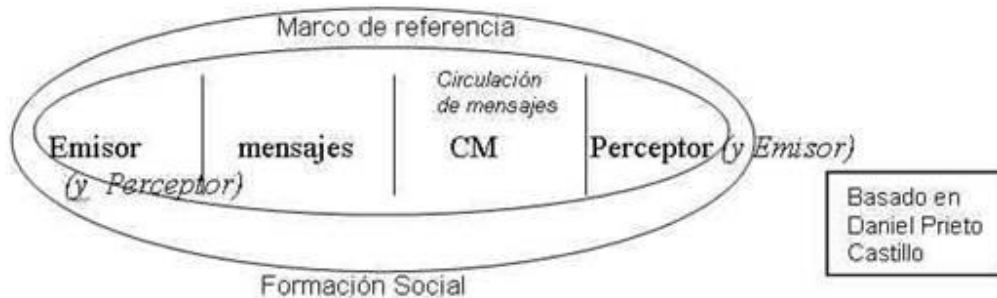 Marco de referencia
Circulación
de mensajes
Emisor mensajes CM Perceptor (y Emisor)
(y Perceptor)
Basado en
Daniel Prieto
Castillo
Formación Social